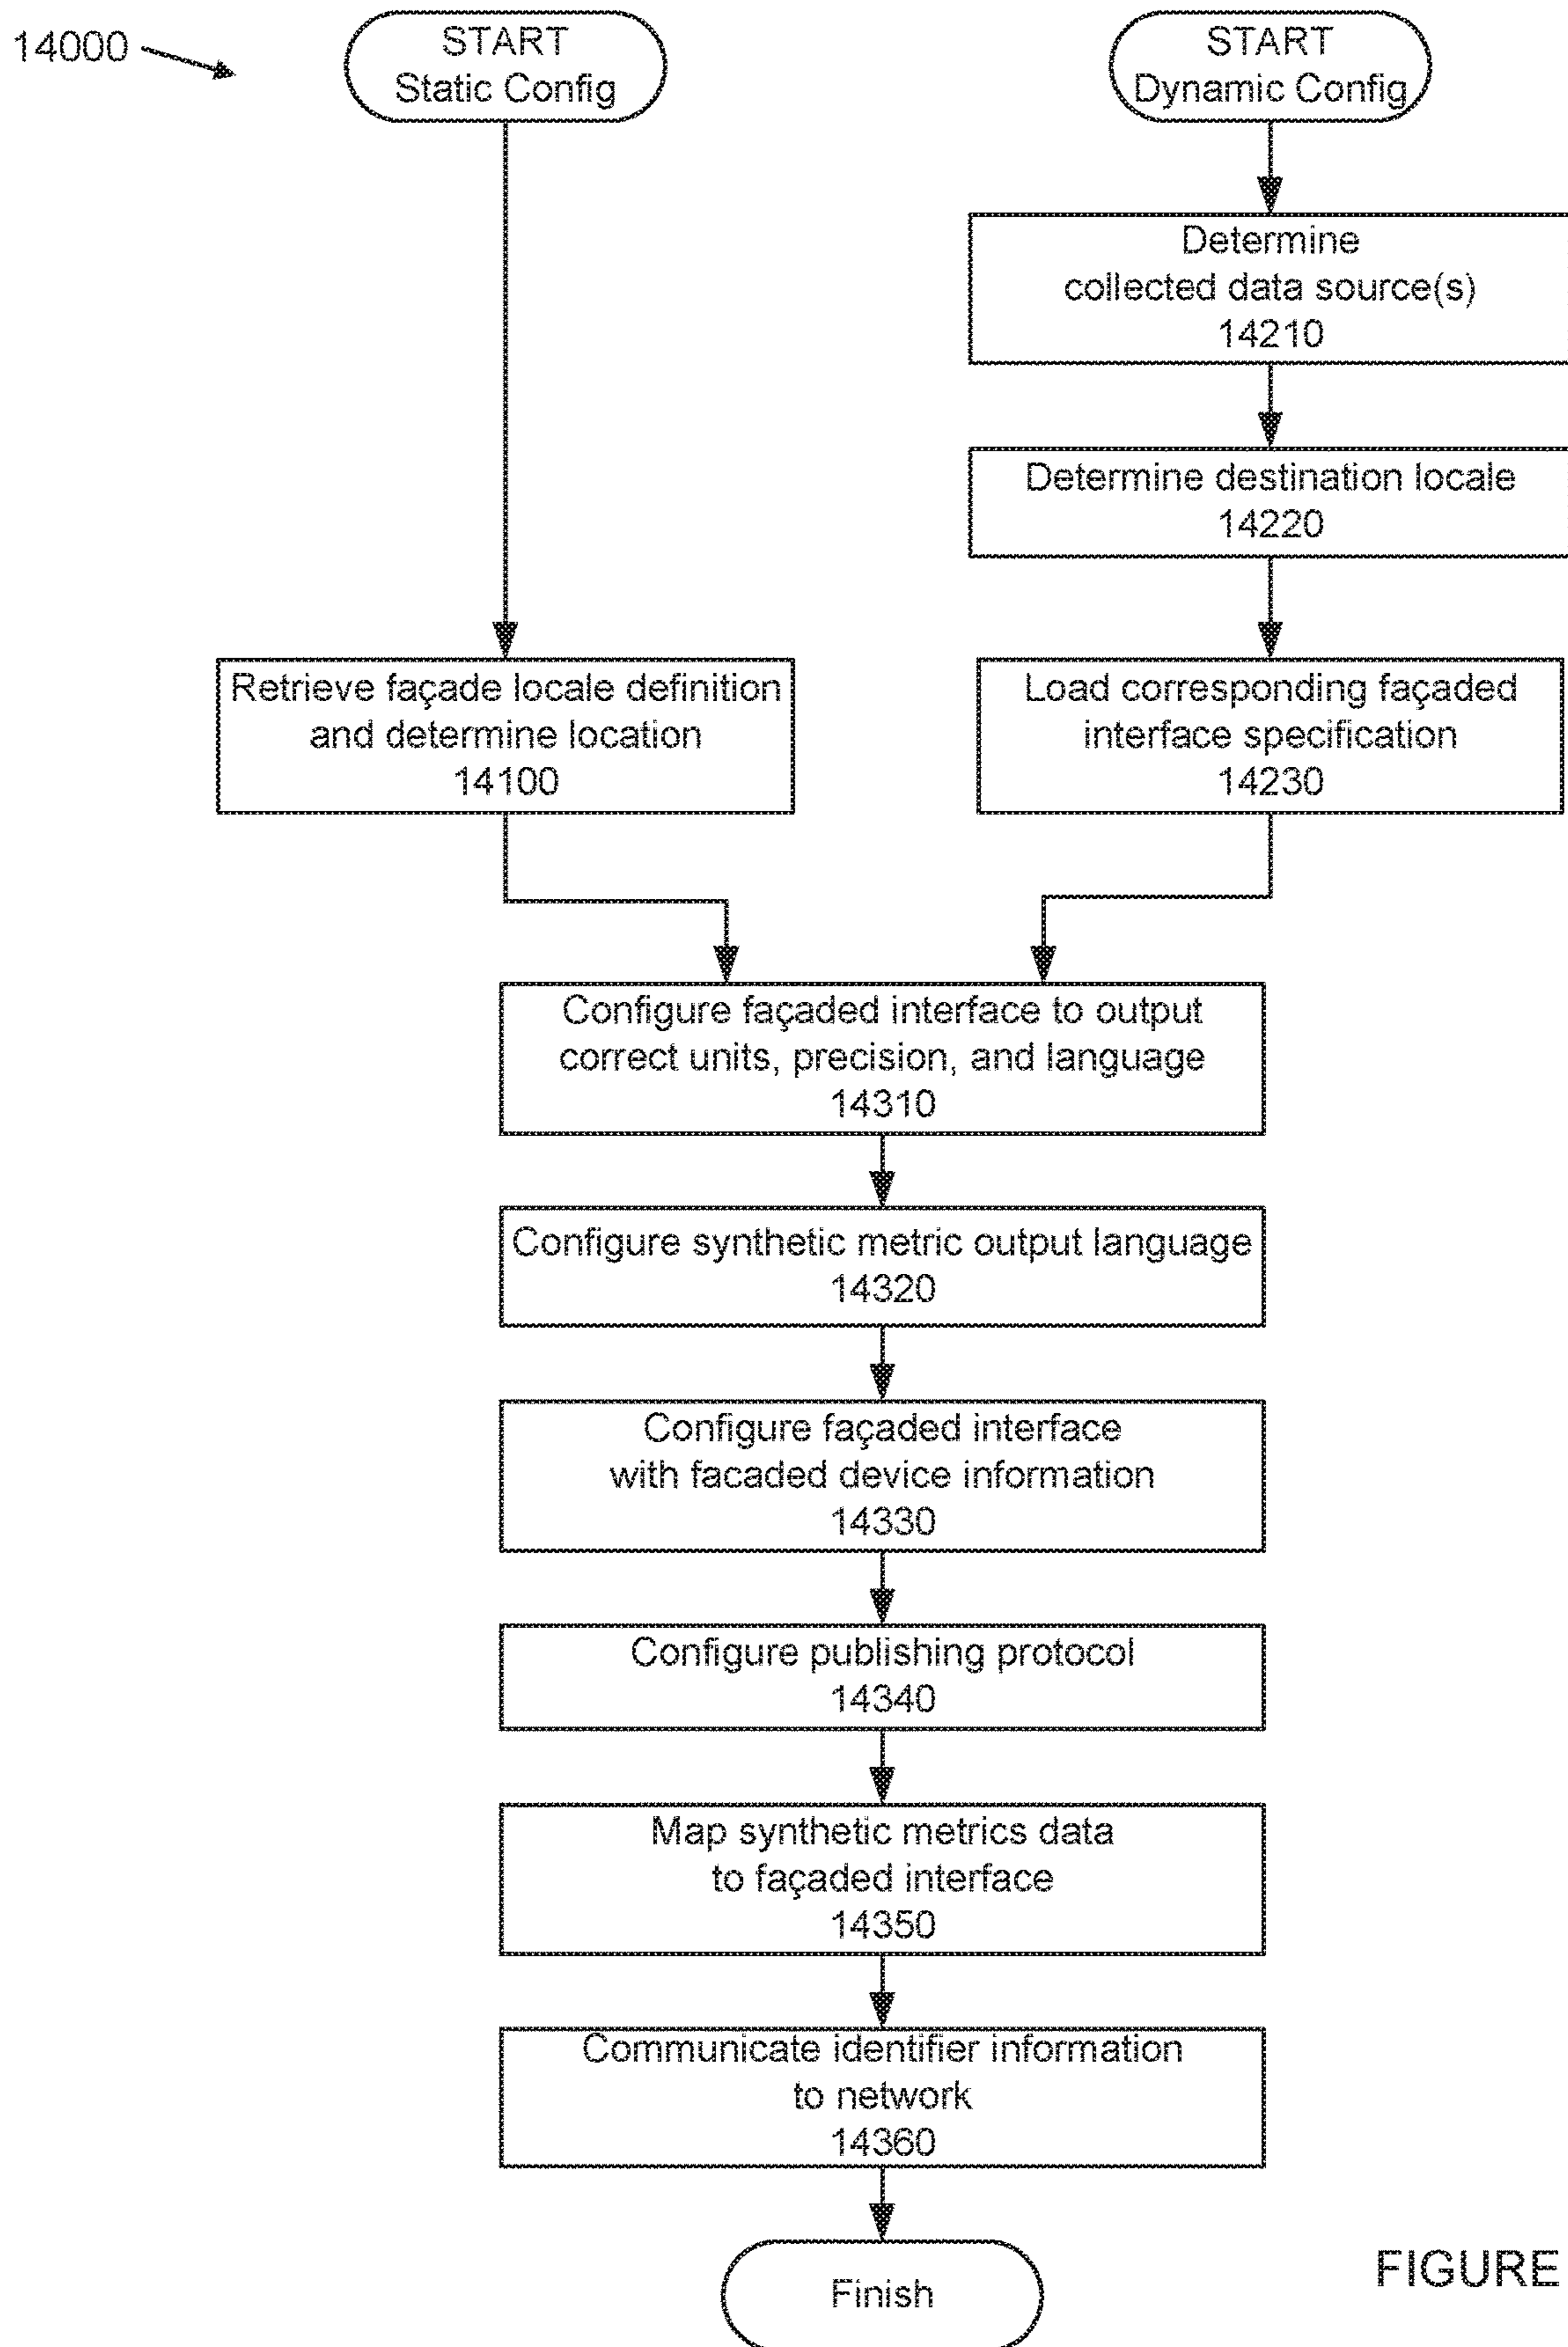 14000
START
Static Config
START
Dynamic Config
Determine
collected data source(s)
14210
Determine destination locale
14220
Retrieve façade locale definition
and determine location
14100
Load corresponding façaded
interface specification
14230
Configure façaded interface to output
correct units, precision, and language
14310
Configure synthetic metric output language
14320
Configure façaded interface
with facaded device information
14330
Configure publishing protocol
14340
Map synthetic metrics data
to façaded interface
14350
Communicate identifier information
to network
14360
Finish
FIGURE